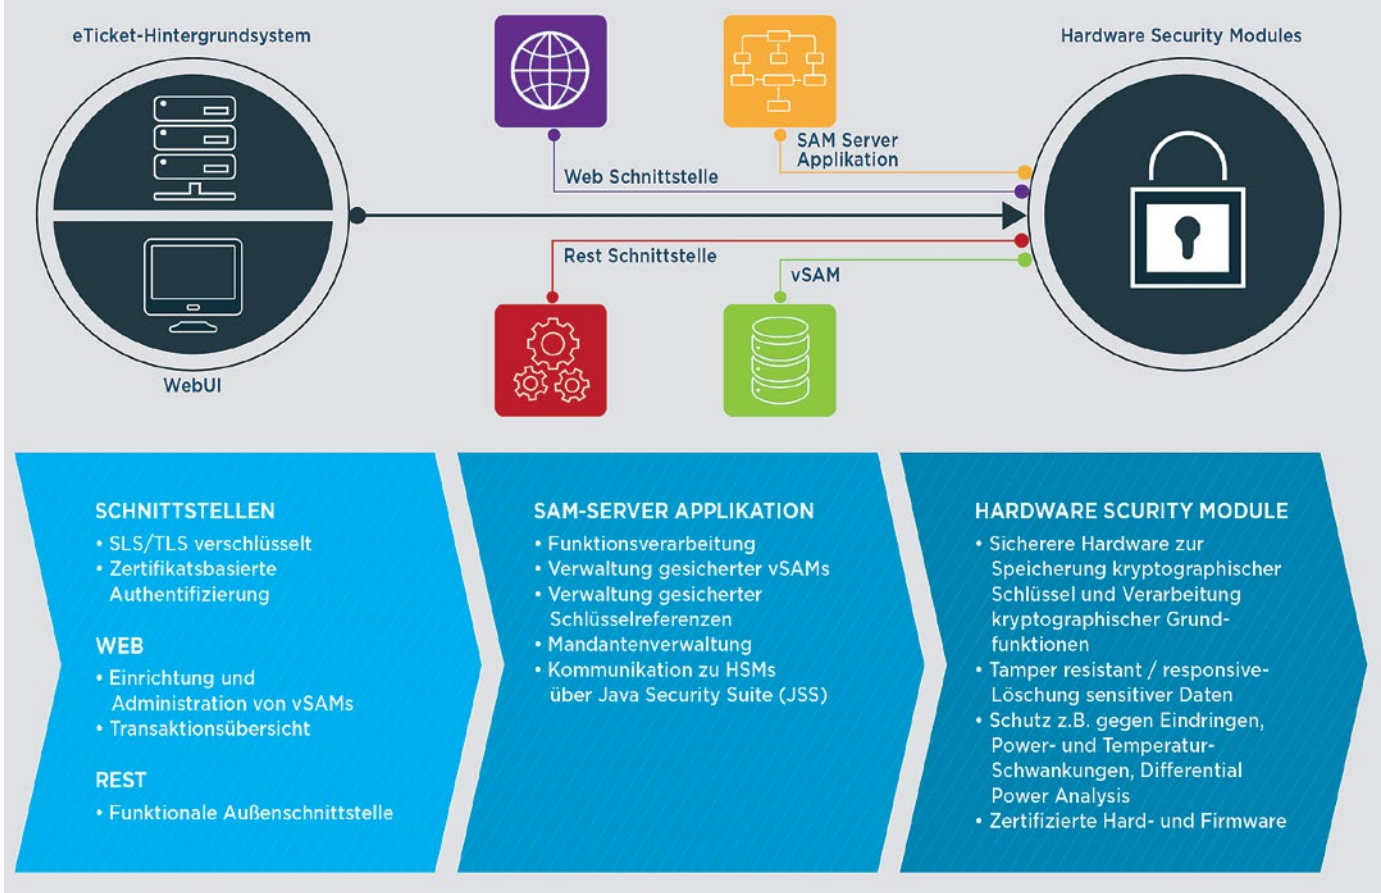 eTicket-Hintergrundsystem
Hardware Security Modules
SAM Server
Applikation
Web Schnittstelle
Rest Schnittstelle
vSAM
WebUI
SCHNITTSTELLEN
• SLS/TLS verschlüsselt
• Zertifikatsbasierte
Authentifizierung
WEB
• Einrichtung und
Administration von vSAMs
• Transaktionsübersicht
REST
• Funktionale Außenschnittstelle
SAM-SERVER APPLIKATION
• Funktionsverarbeitung
• Verwaltung gesicherter vSAMs
• Verwaltung gesicherter
Schlüsselreferenzen
• Mandantenverwaltung
• Kommunikation zu HSMs
über Java Security Suite (JSS)
HARDWARE SCURITY MODULE
• Sicherere Hardware zur
Speicherung kryptographischer
Schlüssel und Verarbeitung
kryptographischer Grund-
funktionen
• Tamper resistant / responsive-
Löschung sensitiver Daten
• Schutz z.B. gegen Eindringen,
Power- und Temperatur-
Schwankungen, Differential
Power Analysis
• Zertifizierte Hard- und Firmware